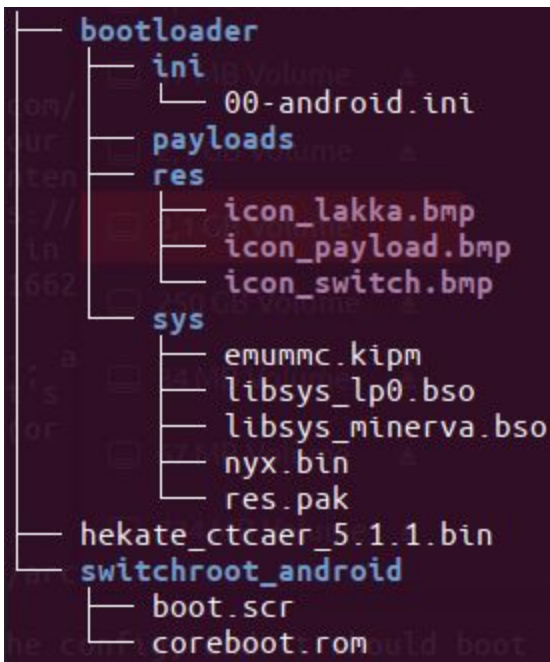 bootloader
ini
00-android.ini
payloads
res
icon_lakka.bmp
icon_payload.bmp
icon_switch.bmp
sys
emummc.kipm
libsys_lp0.bso
libsys_minerva.bso
nyx.bin
res.pak
hekate_ctcaer_5.1.1.bin
switchroot_android
boot.scr
coreboot.rom